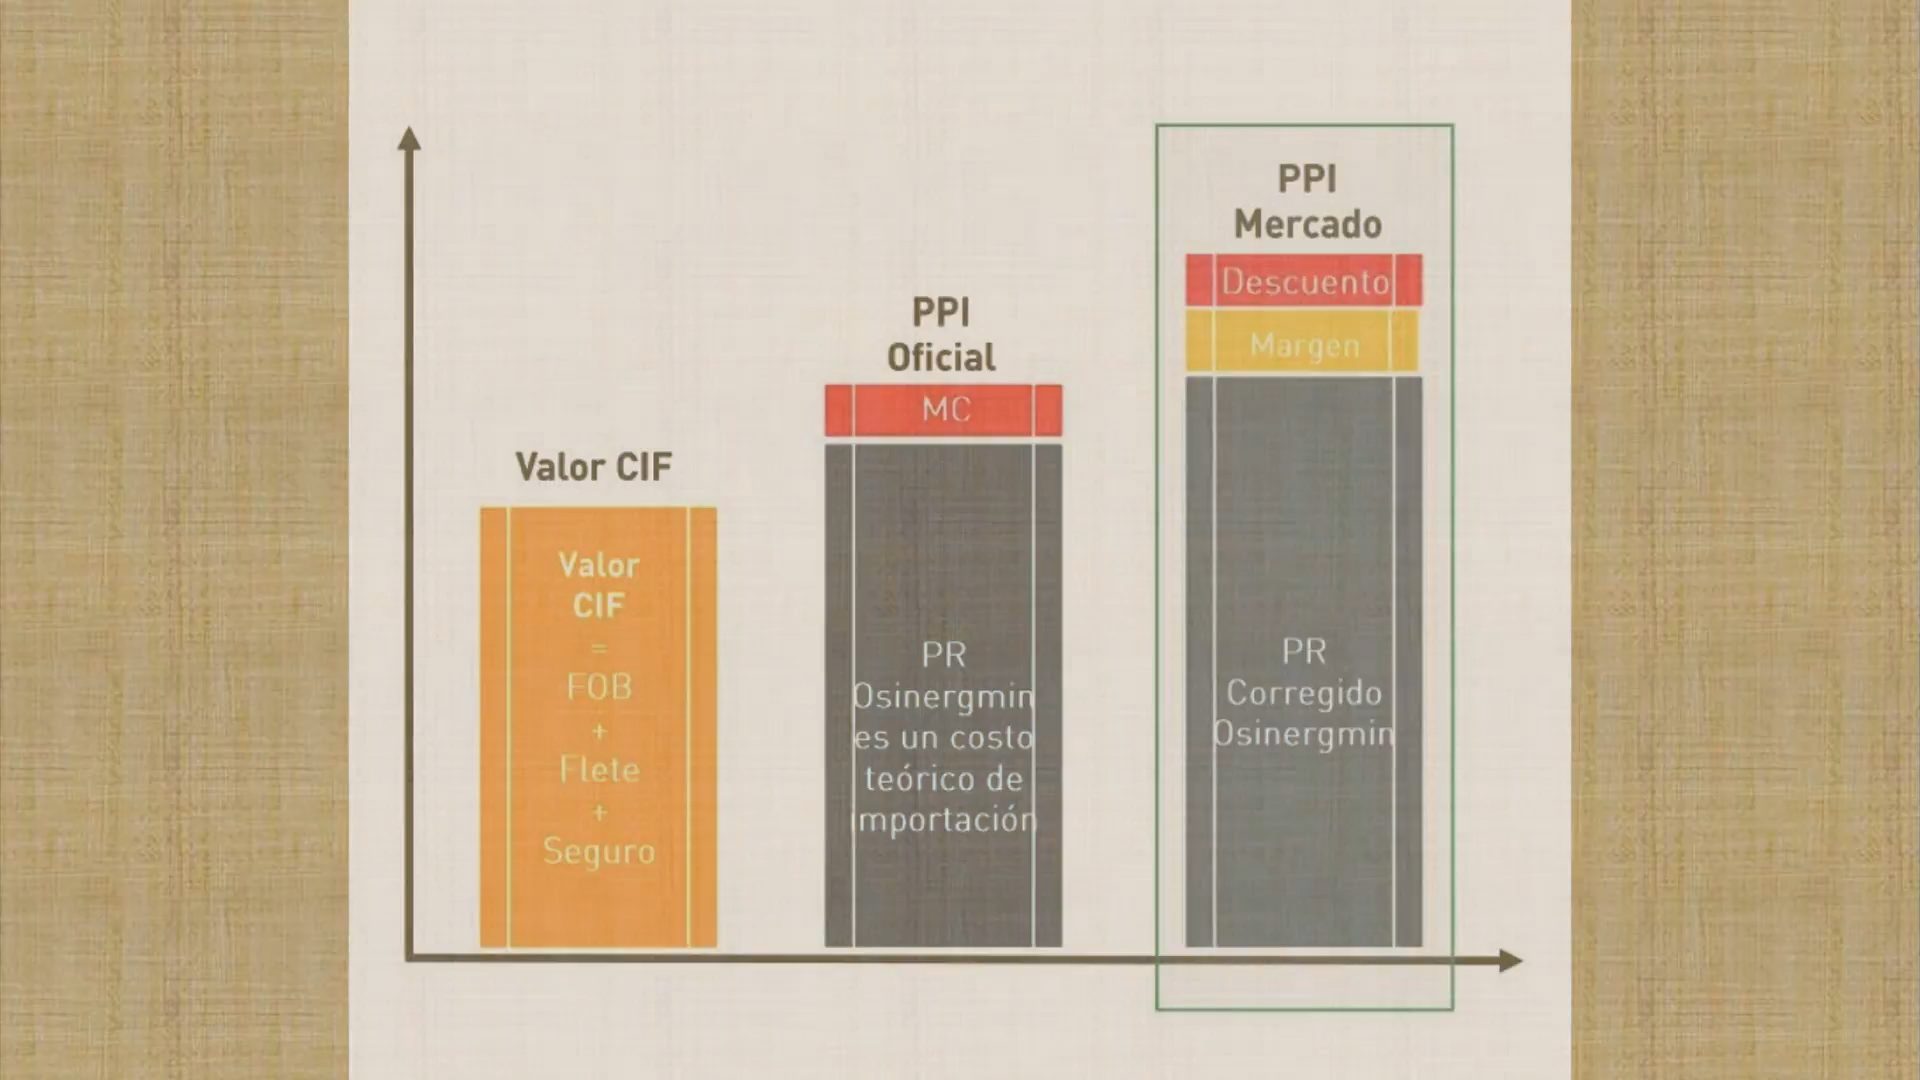 Valor CIF
Valor
CIF
=
FOB
+
Flete
+
Seguro
PPI
Oficial
MC
PR
Osinergmin
es un costo
teórico de
importación
PPI
Mercado
Descuento
Margen
PR
Corregido
Osinergmin